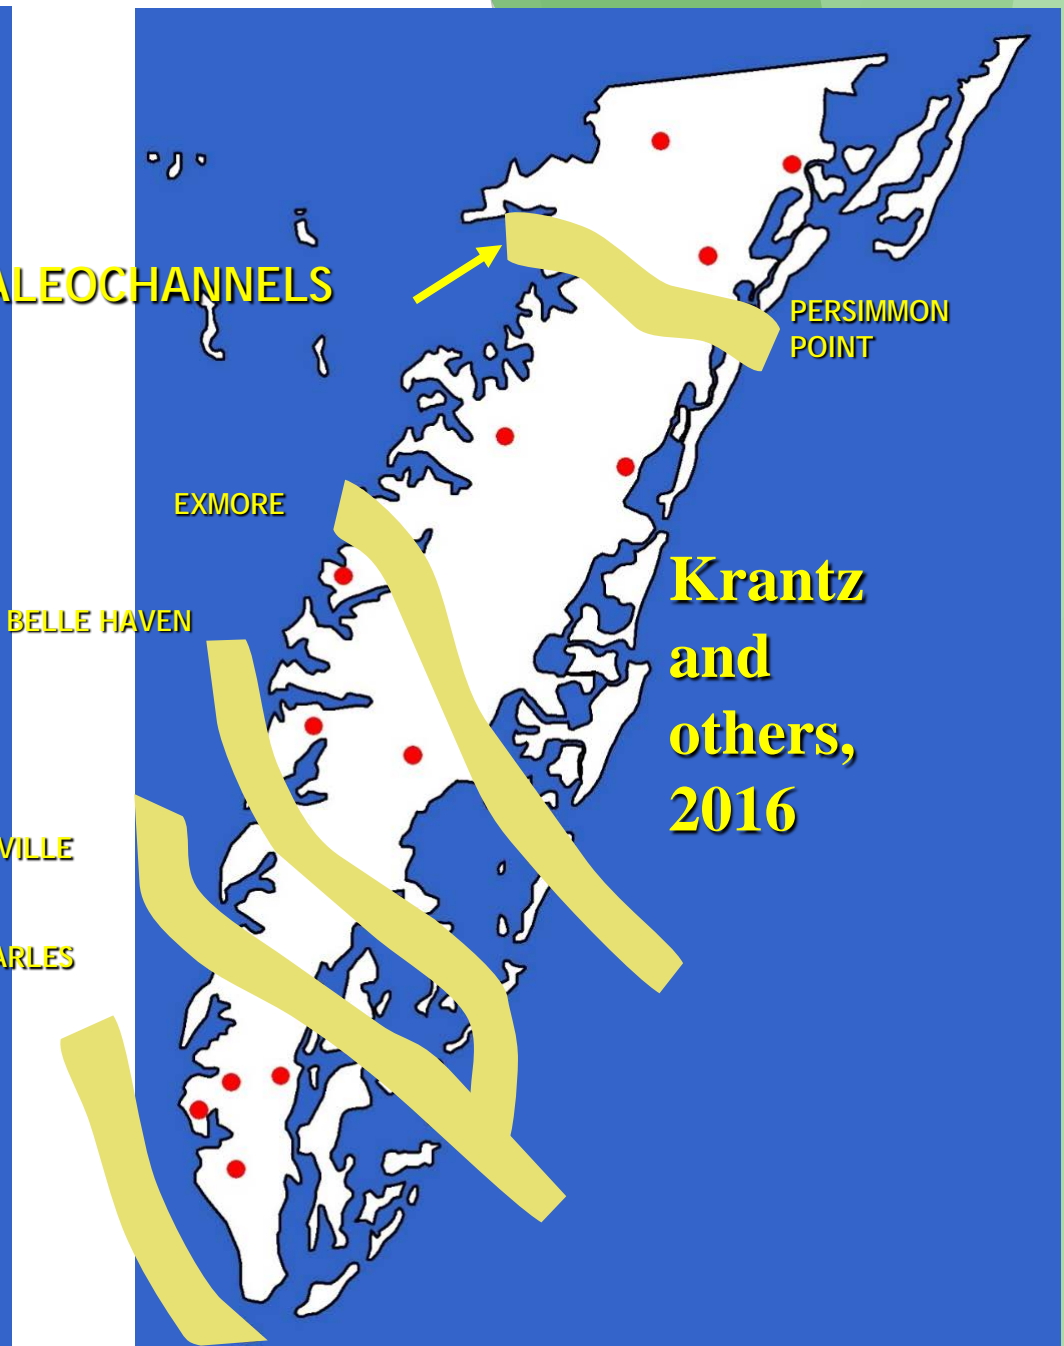 ALEOCHANNELS
PERSIMMON
POINT
EXMORE
BELLE HAVEN
VILLE
ARLES
Krantz
and
others,
2016